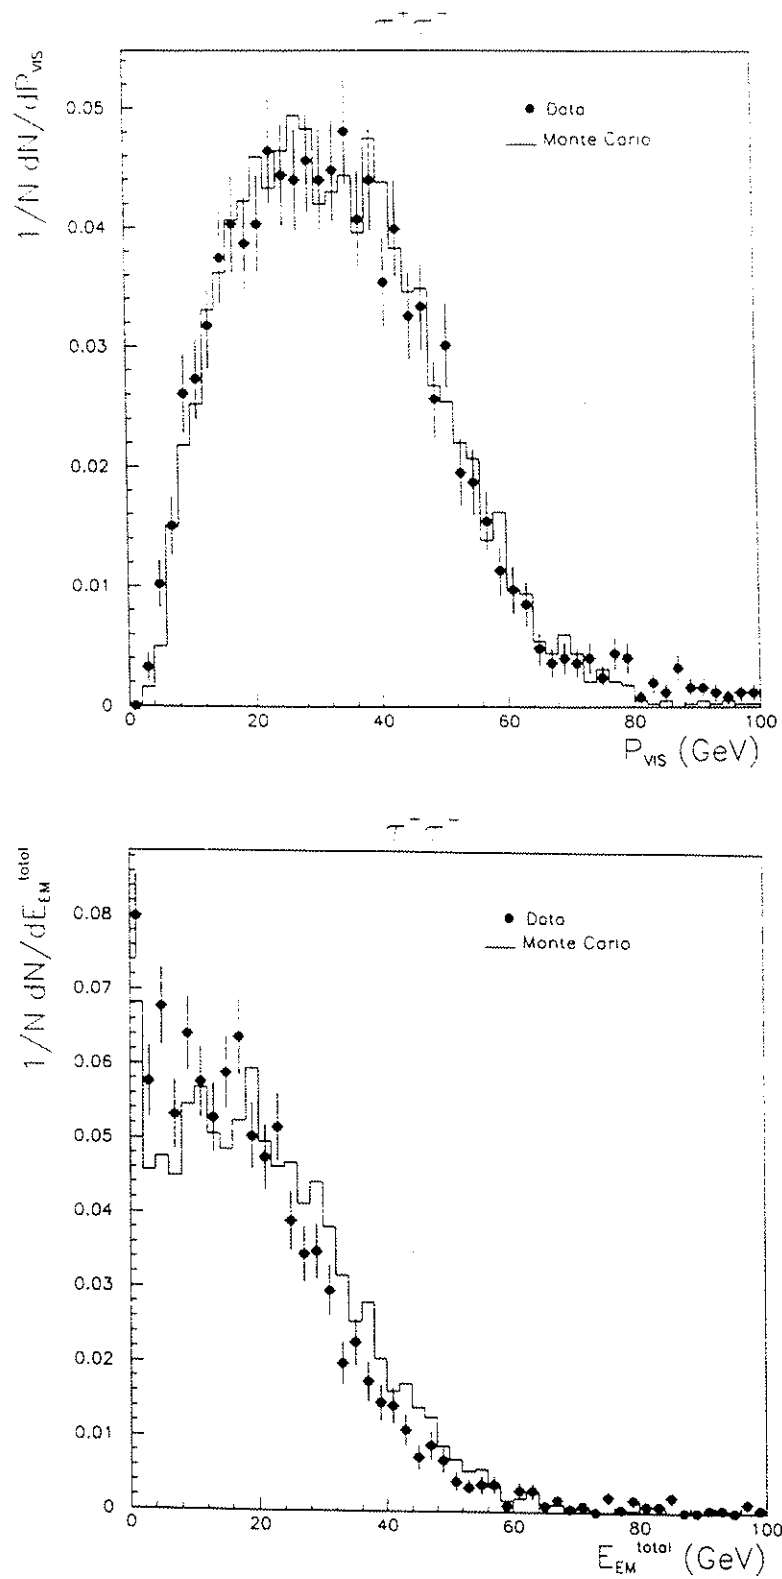 τ⁺τ⁻
1/N dN/dP_VIS
Data
Monte Carlo
0.05
0.04
0.03
0.02
0.01
0
0 20 40 60 80 100
P_VIS (GeV)
τ⁺τ⁻
1/N dN/dE_EM^total
Data
Monte Carlo
0.08
0.07
0.06
0.05
0.04
0.03
0.02
0.01
0
0 20 40 60 80 100
E_EM^total (GeV)